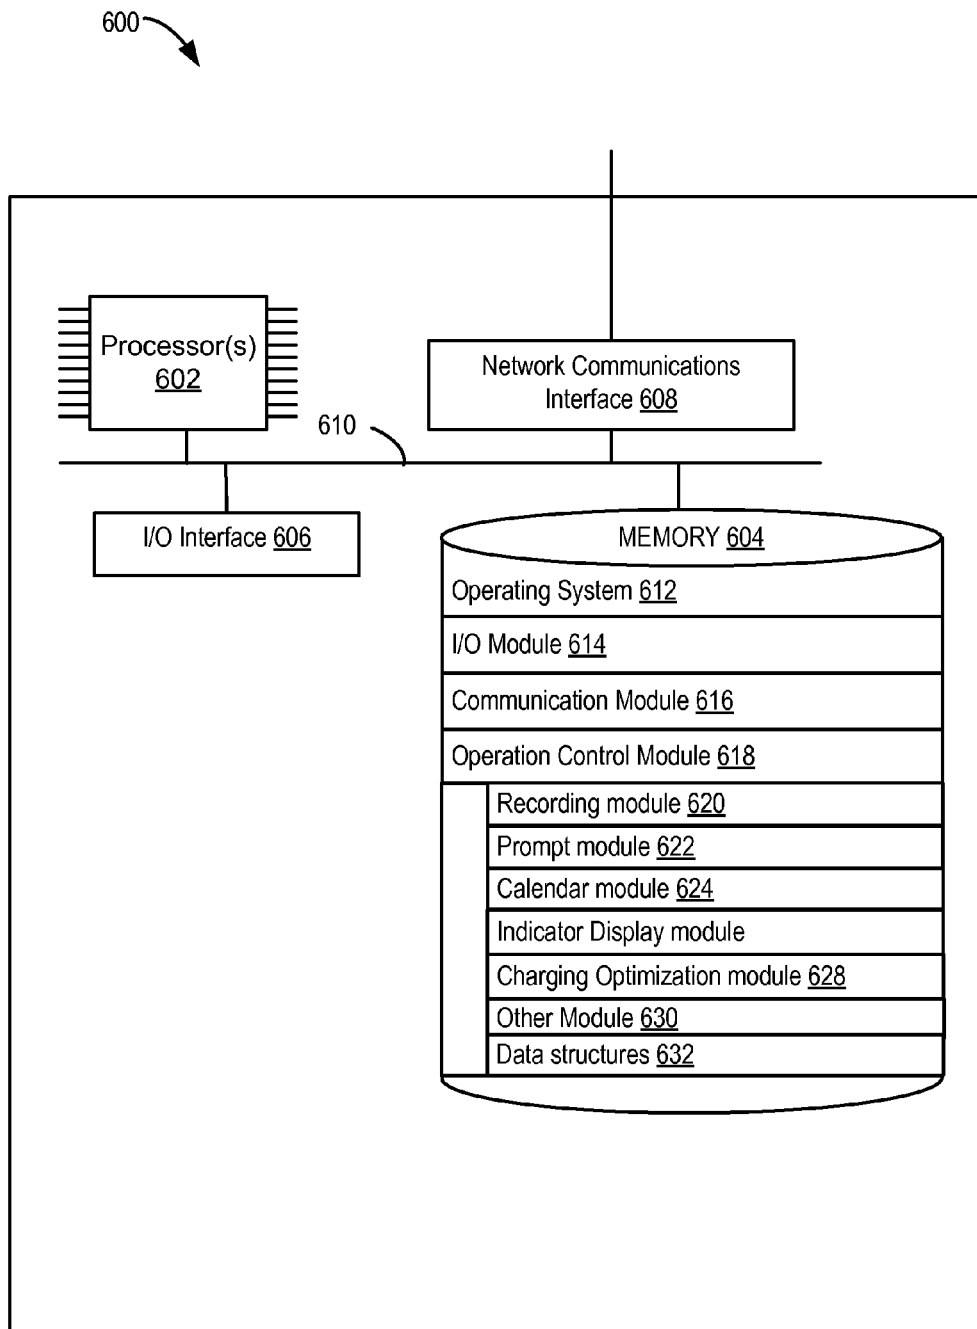 600
Processor(s)
602
Network Communications
Interface 608
610
I/O Interface 606
MEMORY 604
Operating System 612
I/O Module 614
Communication Module 616
Operation Control Module 618
Recording module 620
Prompt module 622
Calendar module 624
Indicator Display module
Charging Optimization module 628
Other Module 630
Data structures 632